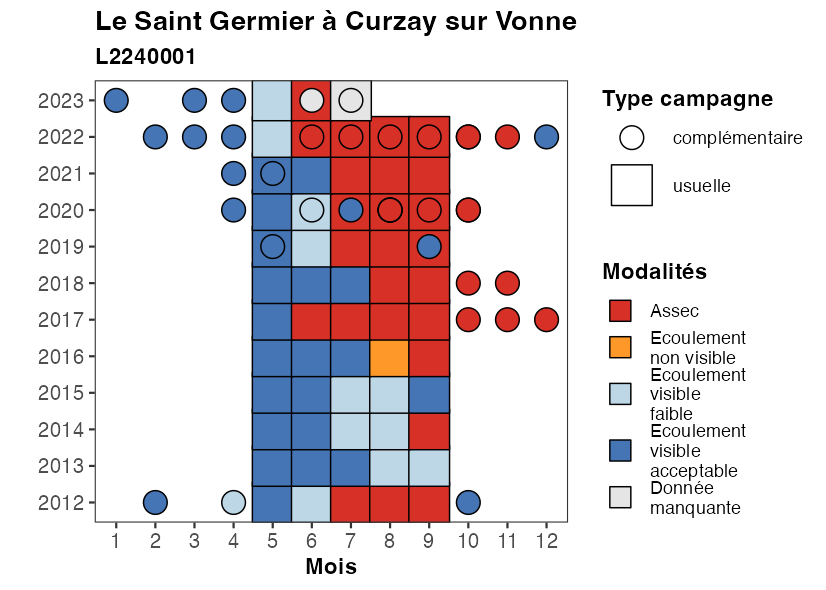 Le Saint Germier à Curzay sur Vonne
L2240001
2023
2022
2021
2020
2019
2018
2017
2016
2015
2014
2013
2012
1 2 3 4 5 6 7 8 9 10 11 12
Mois
Type campagne
complémentaire
usuelle
Modalités
Assec
Ecoulement
non visible
Ecoulement
visible
faible
Ecoulement
visible
acceptable
Donnée
manquante